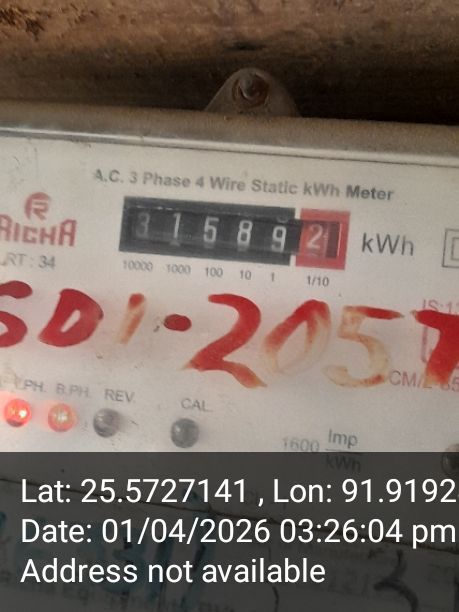 A.C. 3 Phase 4 Wire Static kWh Meter
RICHA
3 1 5 8 9 2 kWh
RT: 34
10000 1000 100 10 1 1/10
SD1-2057
PH. B.PH. REV. CAL.
1600 Imp
kWh
Lat: 25.5727141 , Lon: 91.9192
Date: 01/04/2026 03:26:04 pm
Address not available